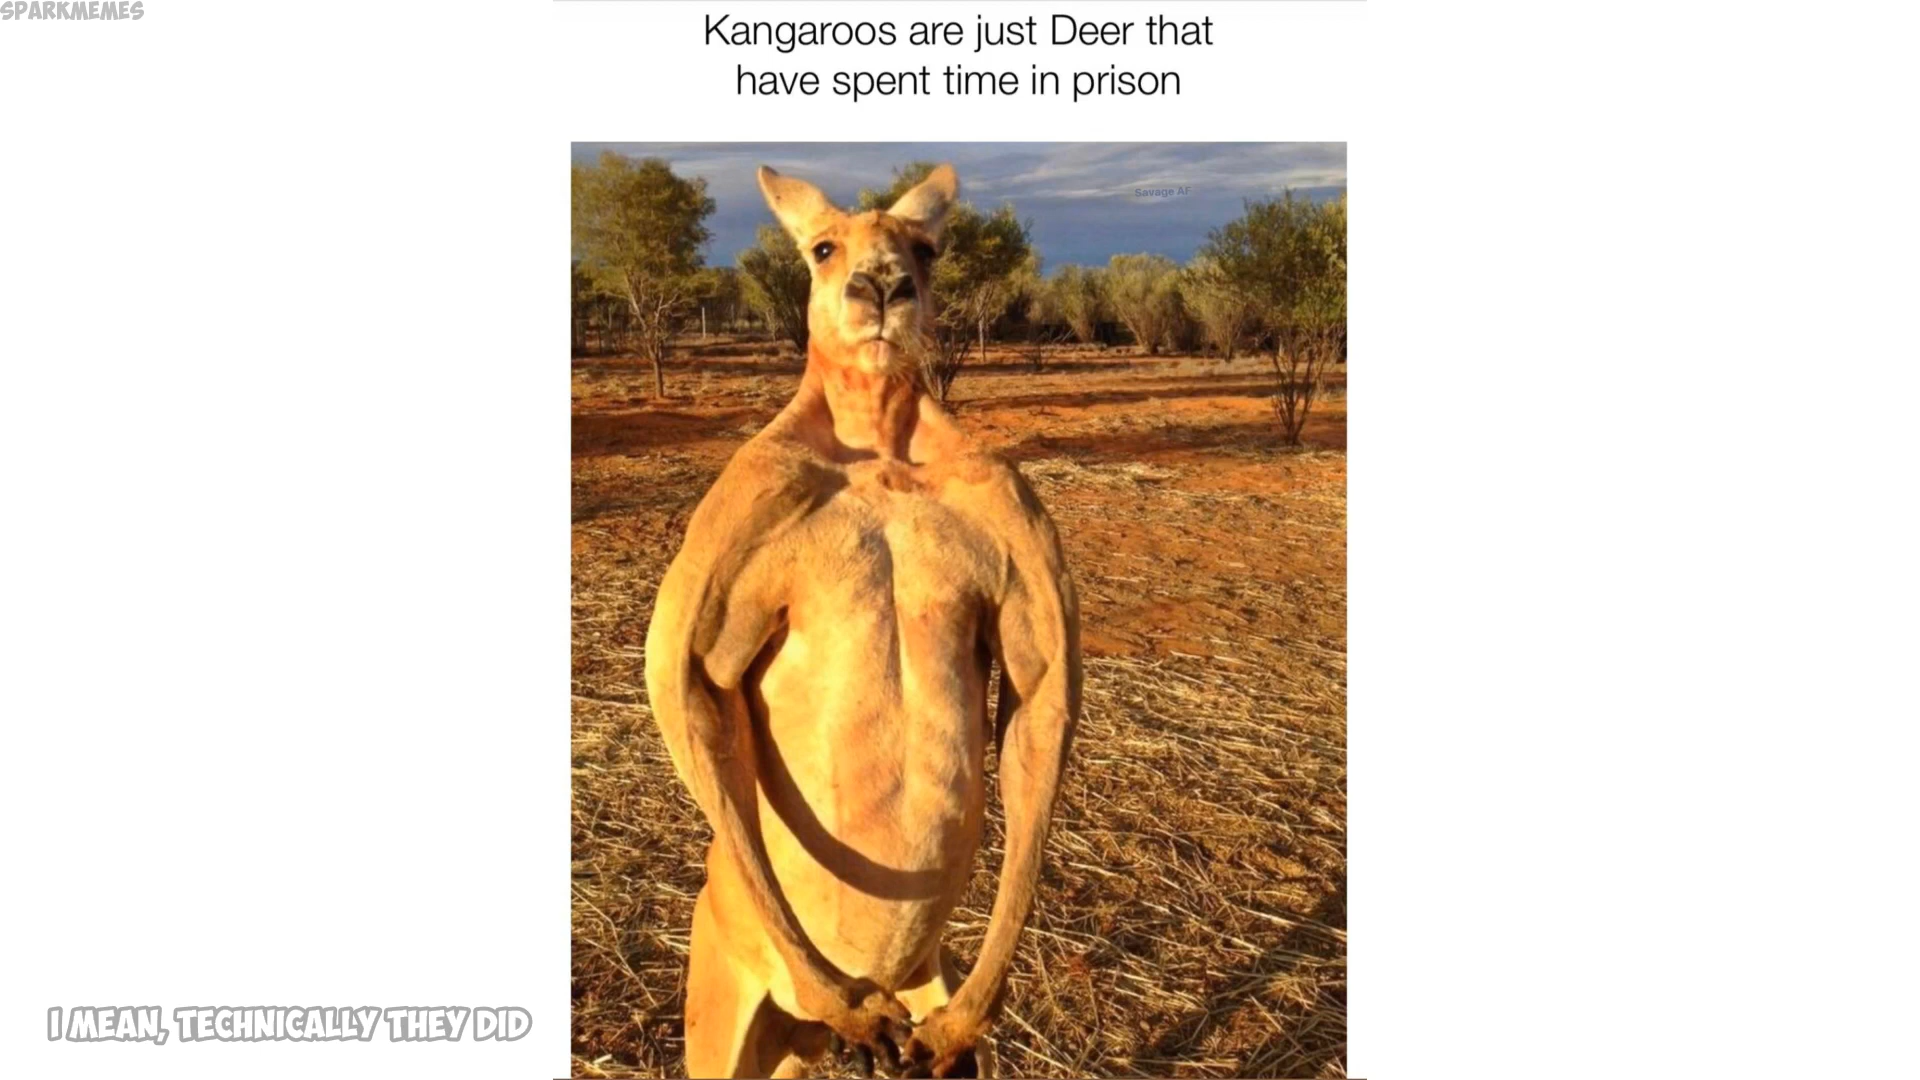 SPARKMEMES
Kangaroos are just Deer that
have spent time in prison
Savage AF
I MEAN, TECHNICALLY THEY DID